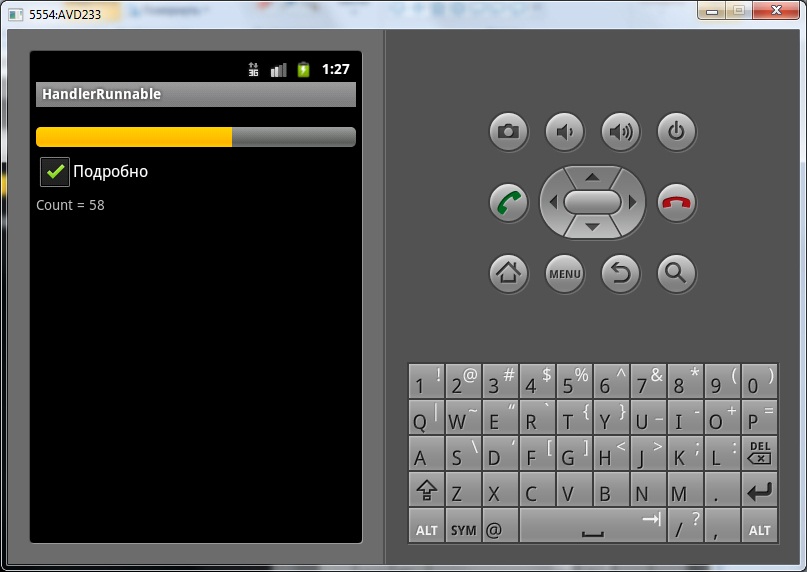 5554:AVD233
3G 1:27
HandlerRunnable
Подробно
Count = 58
MENU
1 ! 2 @ 3 # 4 $ 5 % 6 ^ 7 & 8 * 9 ( 0 )
Q | W ~ E “ R ` T { Y } U _ I - O + P =
A S \ D ‘ F [ G ] H < J > K ; L : DEL
Z X C V B N M .
ALT SYM @ / ? , ALT